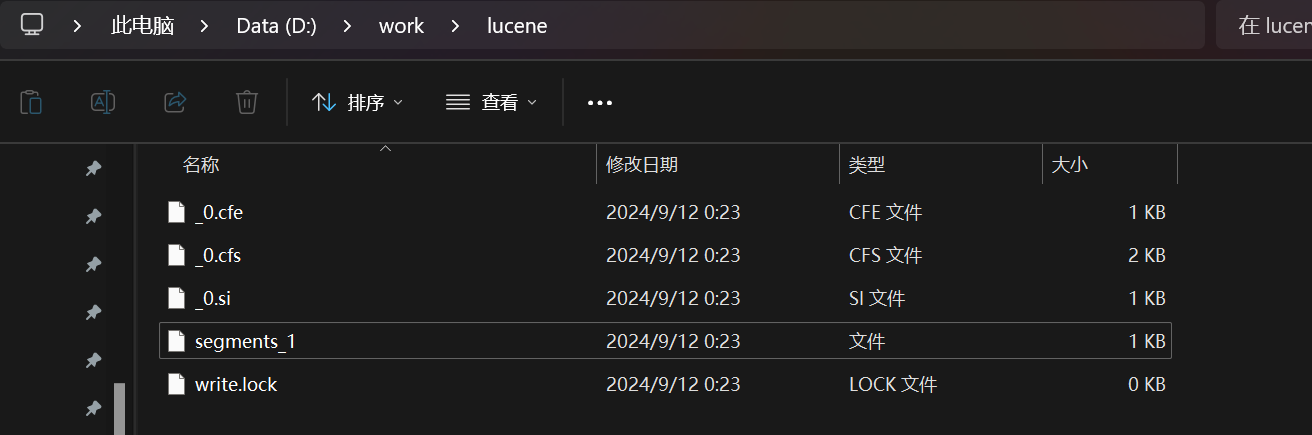 此电脑 Data (D:) work lucene 在 lucen
排序 查看
名称 修改日期 类型 大小
_0.cfe 2024/9/12 0:23 CFE 文件 1 KB
_0.cfs 2024/9/12 0:23 CFS 文件 2 KB
_0.si 2024/9/12 0:23 SI 文件 1 KB
segments_1 2024/9/12 0:23 文件 1 KB
write.lock 2024/9/12 0:23 LOCK 文件 0 KB